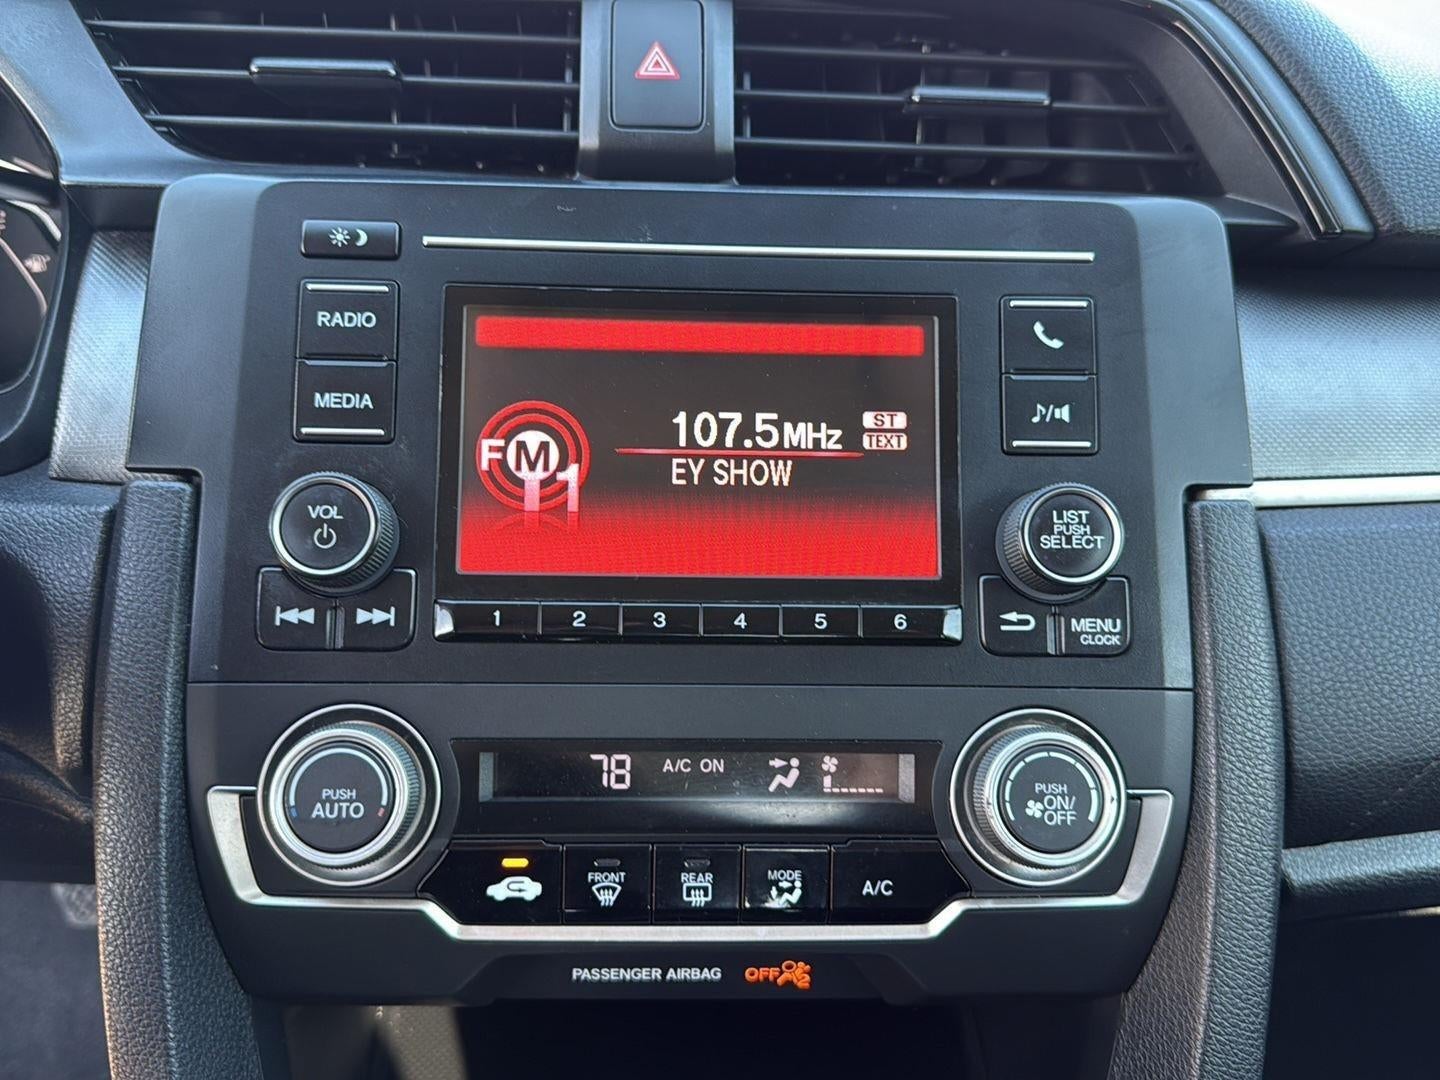 RADIO
MEDIA
VOL
FM1
107.5MHz
ST
TEXT
EY SHOW
LIST
PUSH
SELECT
1 2 3 4 5 6
MENU
CLOCK
78 A/C ON
PUSH
AUTO
PUSH
ON/
OFF
FRONT
REAR
MODE
A/C
PASSENGER AIRBAG OFF